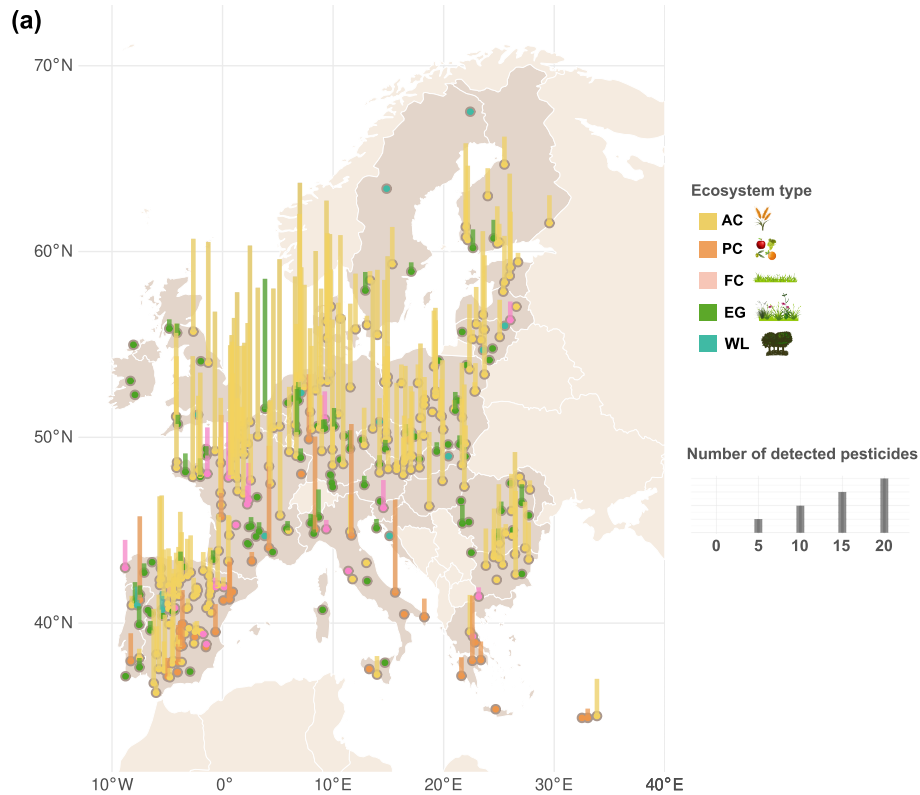 (a)
70°N
60°N
50°N
40°N
10°W 0° 10°E 20°E 30°E 40°E
Ecosystem type
AC
PC
FC
EG
WL
Number of detected pesticides
0 5 10 15 20